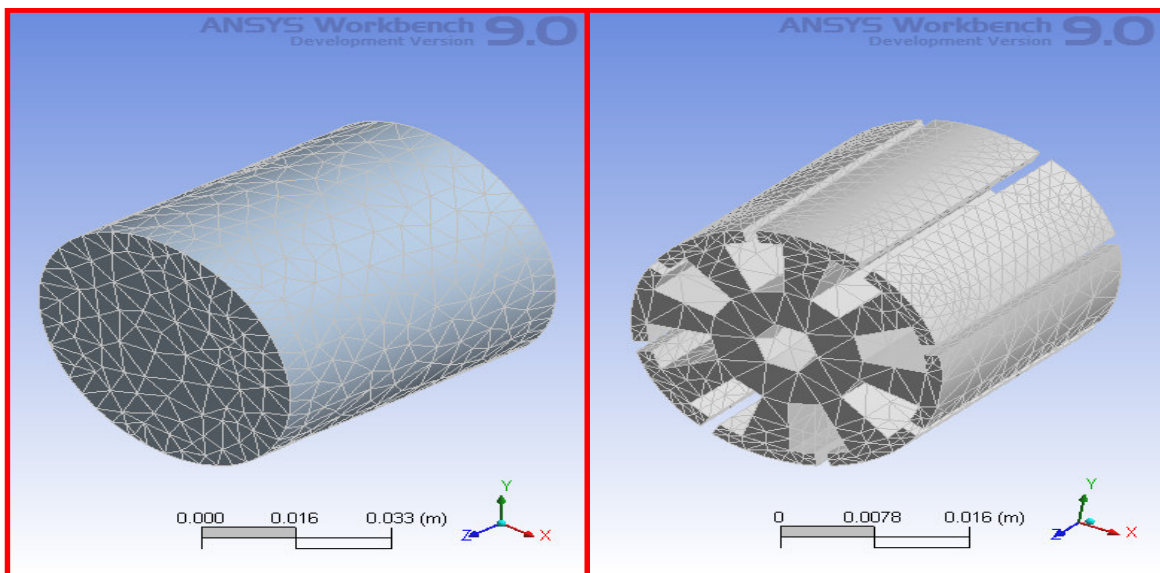 ANSYS Workbench 9.0
Development Version
0.000 0.016 0.033 (m)
Y
Z X
ANSYS Workbench 9.0
Development Version
0 0.0078 0.016 (m)
Y
Z X